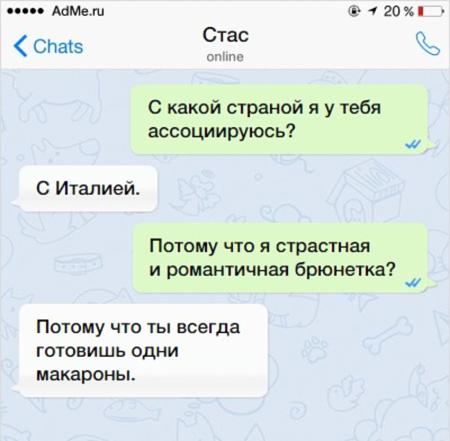 AdMe.ru 20 %
Chats
Стас
online
С какой страной я у тебя
ассоциируюсь?
С Италией.
Потому что я страстная
и романтичная брюнетка?
Потому что ты всегда
готовишь одни
макароны.